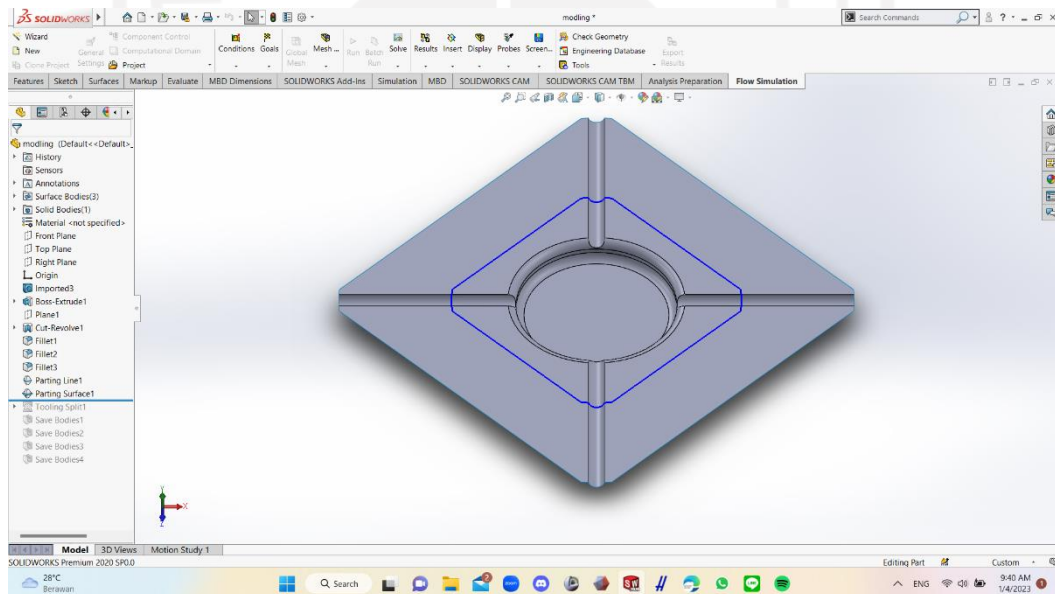 SOLIDWORKS
modling *
Search Commands
Wizard
New
Clone Project
General Settings
Component Control
Computational Domain
Project
Conditions
Goals
Global Mesh
Mesh ...
Run
Batch Run
Solve
Results
Insert
Display
Probes
Screen...
Check Geometry
Engineering Database
Tools
Export Results
Features Sketch Surfaces Markup Evaluate MBD Dimensions SOLIDWORKS Add-Ins Simulation MBD SOLIDWORKS CAM SOLIDWORKS CAM TBM Analysis Preparation Flow Simulation
modling (Default<<Default>_
History
Sensors
Annotations
Surface Bodies(3)
Solid Bodies(1)
Material <not specified>
Front Plane
Top Plane
Right Plane
Origin
Imported3
Boss-Extrude1
Plane1
Cut-Revolve1
Fillet1
Fillet2
Fillet3
Parting Line1
Parting Surface1
Tooling Split1
Save Bodies1
Save Bodies2
Save Bodies3
Save Bodies4
Y
X
Z
Model 3D Views Motion Study 1
SOLIDWORKS Premium 2020 SP0.0
Editing Part
Custom
28°C
Berawan
Search
ENG
9:40 AM
1/4/2023